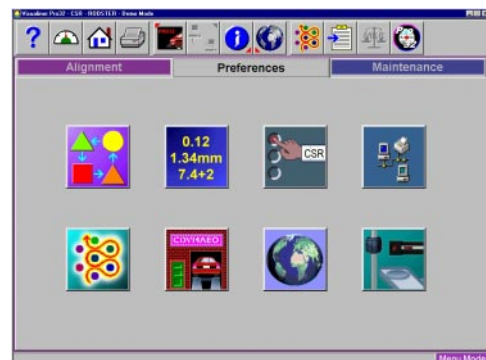 Visualiner Pro32 - CSR - ROOSTER - Demo Mode
?
i
Alignment
Preferences
Maintenance
0.12
1.34mm
7.4+2
CSR
Menu Mode